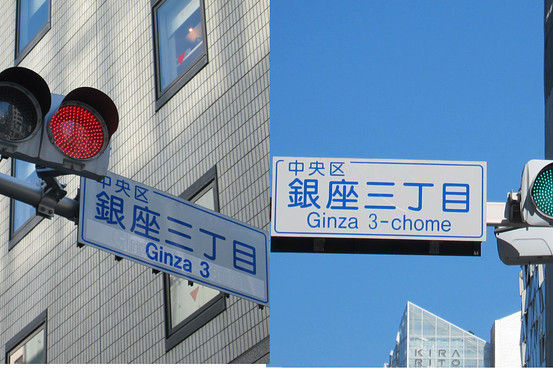 中央区
銀座三丁目
Ginza 3
中央区
銀座三丁目
Ginza 3-chome
KIRA
RITO